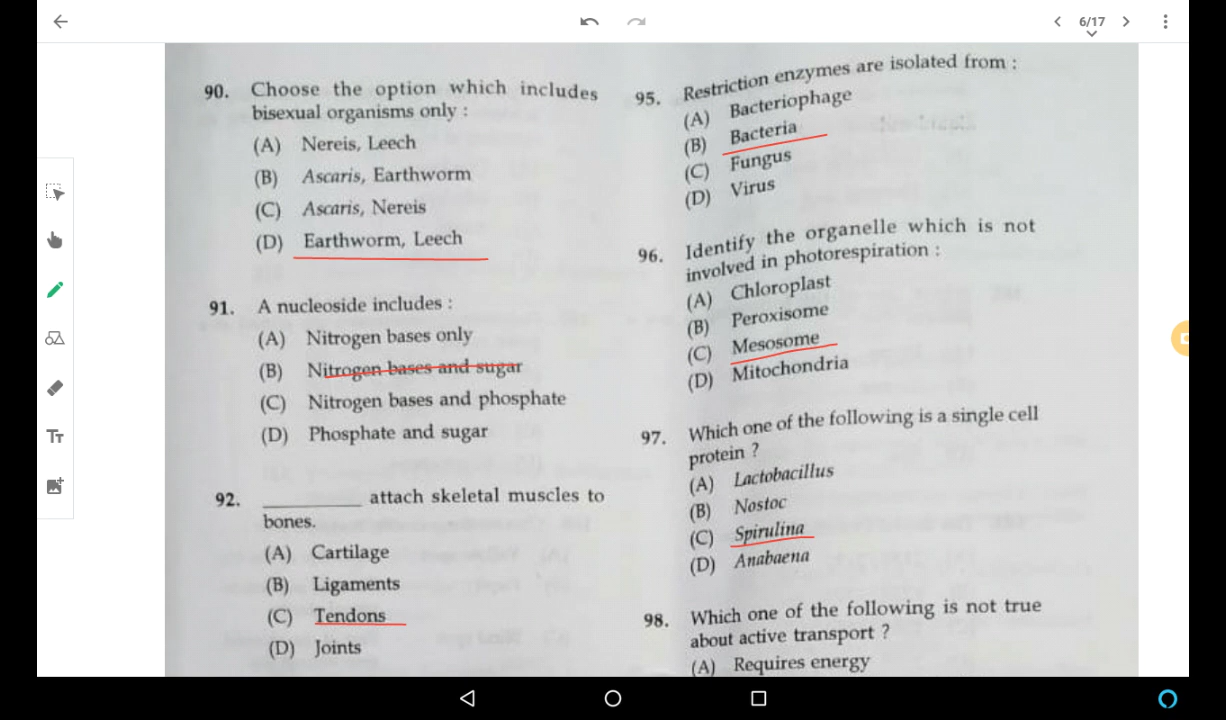 6/17
90. Choose the option which includes
bisexual organisms only :
(A) Nereis, Leech
(B) Ascaris, Earthworm
(C) Ascaris, Nereis
(D) Earthworm, Leech
91. A nucleoside includes :
(A) Nitrogen bases only
(B) Nitrogen bases and sugar
(C) Nitrogen bases and phosphate
(D) Phosphate and sugar
92. __________ attach skeletal muscles to
bones.
(A) Cartilage
(B) Ligaments
(C) Tendons
(D) Joints
95. Restriction enzymes are isolated from :
(A) Bacteriophage
(B) Bacteria
(C) Fungus
(D) Virus
96. Identify the organelle which is not
involved in photorespiration :
(A) Chloroplast
(B) Peroxisome
(C) Mesosome
(D) Mitochondria
97. Which one of the following is a single cell
protein ?
(A) Lactobacillus
(B) Nostoc
(C) Spirulina
(D) Anabaena
98. Which one of the following is not true
about active transport ?
(A) Requires energy
Tт